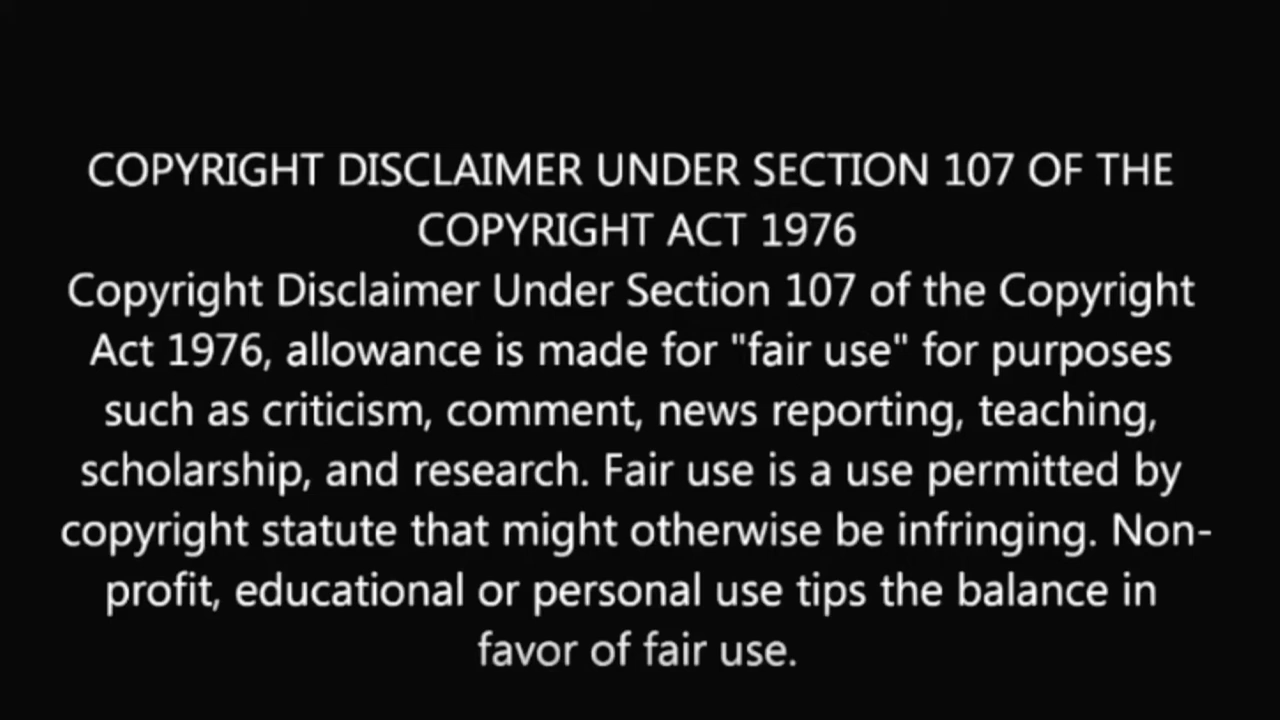 COPYRIGHT DISCLAIMER UNDER SECTION 107 OF THE
COPYRIGHT ACT 1976
Copyright Disclaimer Under Section 107 of the Copyright
Act 1976, allowance is made for "fair use" for purposes
such as criticism, comment, news reporting, teaching,
scholarship, and research. Fair use is a use permitted by
copyright statute that might otherwise be infringing. Non-
profit, educational or personal use tips the balance in
favor of fair use.